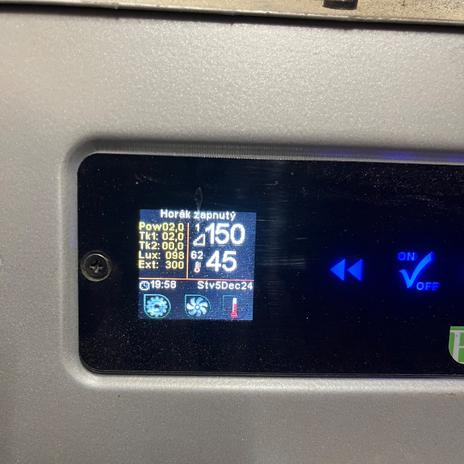 Horák zapnutý
Pow02,0 1 150
Tk1: 02,0
Tk2: 00,0
Lux: 098 62 45
Ext: 300
19:58 Stv5Dec24
ON
OFF